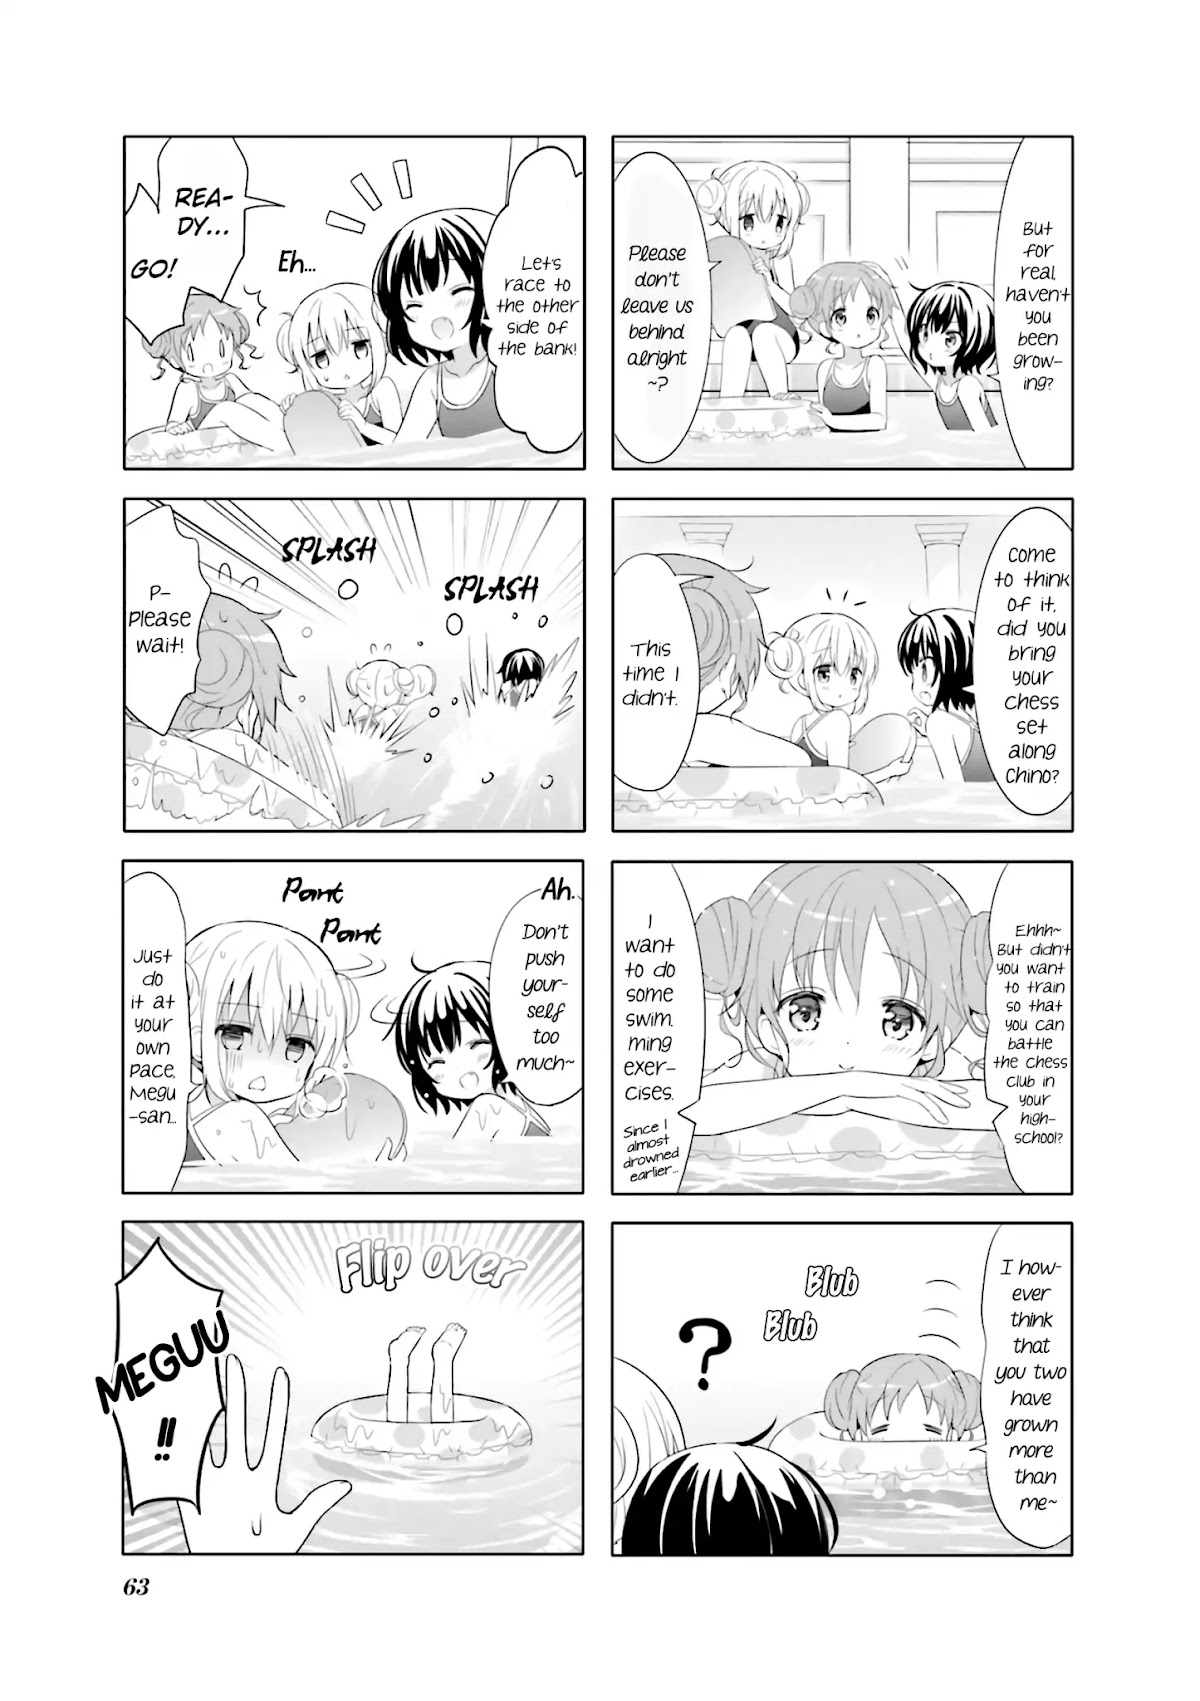 But
for
real,
haven't
you
been
grow-
ing?
Please
don't
leave us
behind
alright
~?
Come
to think
of it,
did you
bring
your
chess
set
along
Chino?
This
time I
didn't.
Ehhh~
But didn't
you want
to train
so that
you can
battle
the chess
club in
your
high-
school?
I
want
to do
some
swim.
ming
exer-
cises.
Since I
almost
drowned
earlier...
I how-
ever
think
that
you two
have
grown
more
than
me~
Blub
Blub
?
Let's
race to
the other
side of
the bank!
Eh...
REA-
DY...
GO!
SPLASH
SPLASH
P-
Please
wait!
Ah.
Don't
push
your-
self
too
much~
Pant
Pant
Just
do
it at
your
own
pace,
Megu
-san...
Flip over
MEGUU
!!
63